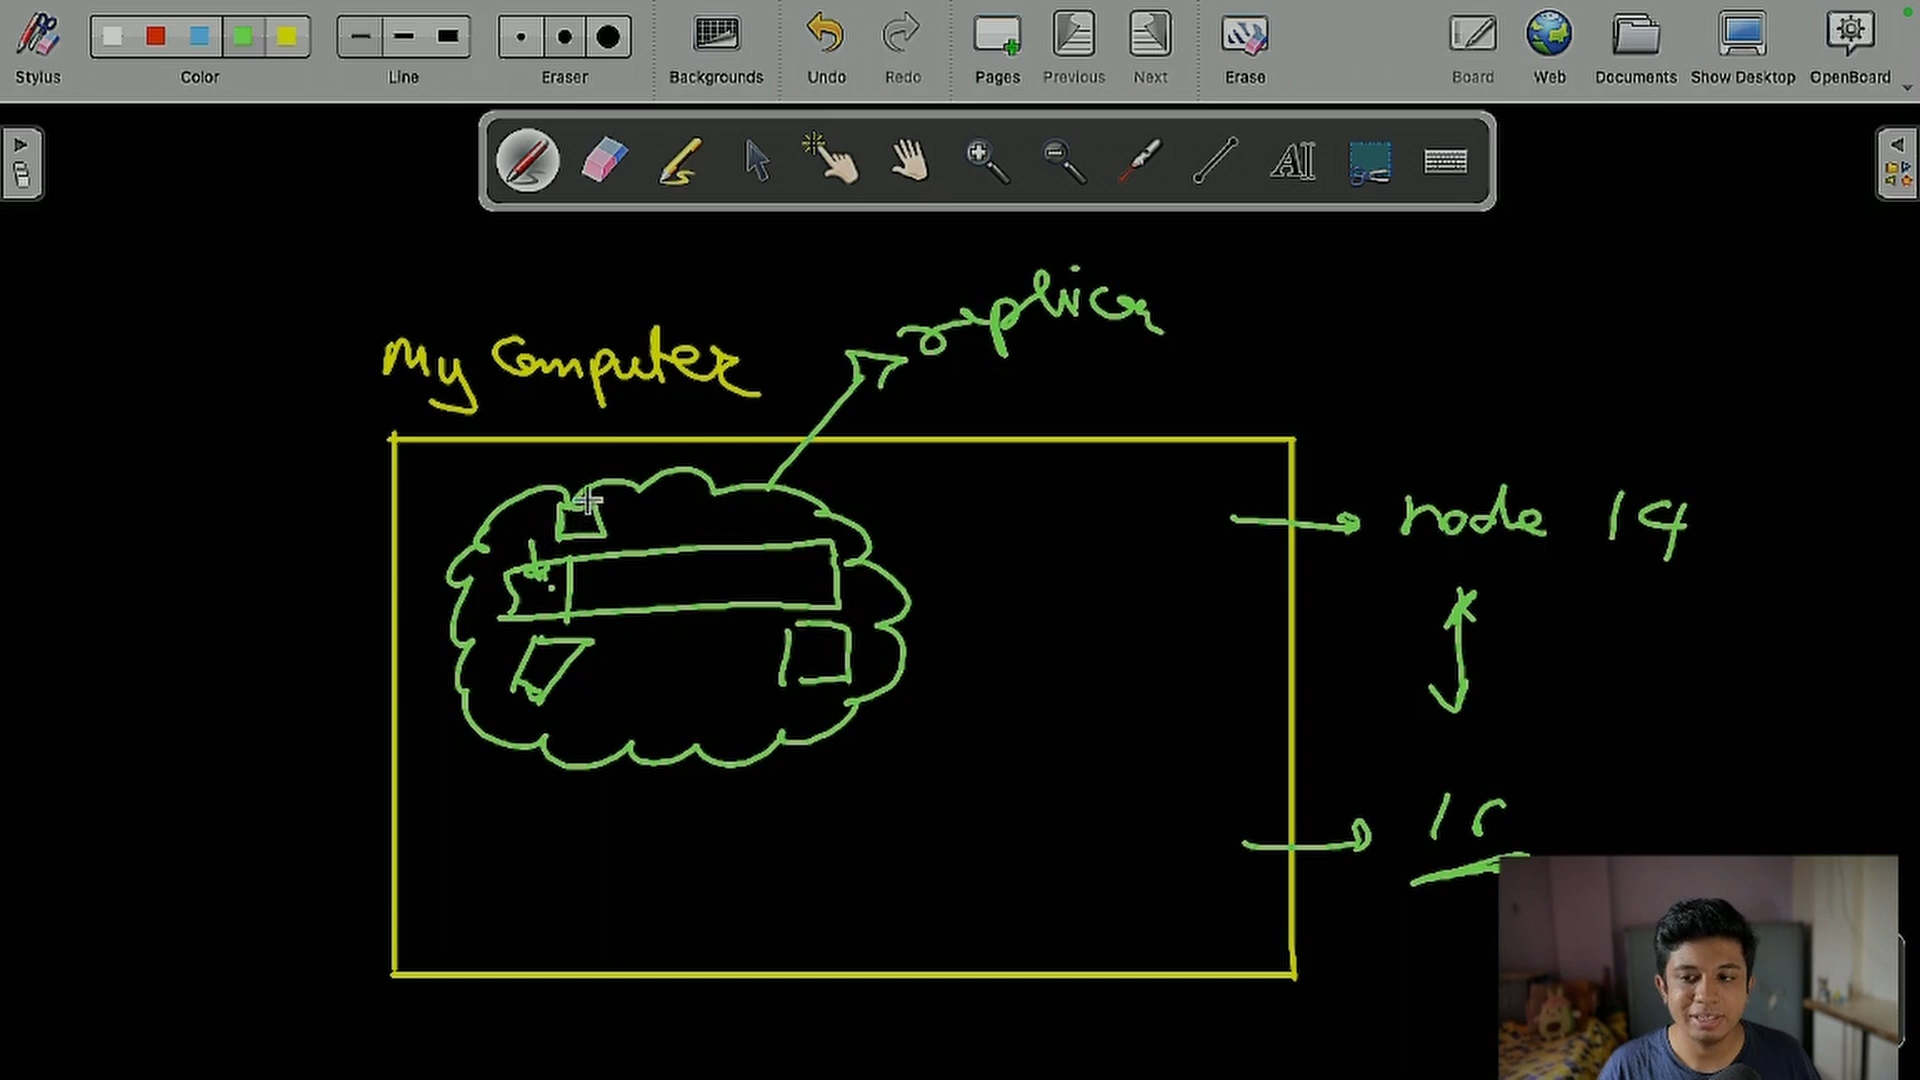 Stylus Color Line Eraser Backgrounds Undo Redo Pages Previous Next Erase Board Web Documents Show Desktop OpenBoard
replica
My Computer
node 14